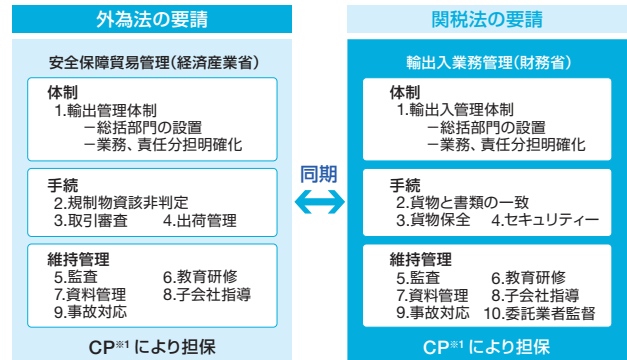 外為法の要請
安全保障貿易管理(経済産業省)
体制
1.輸出管理体制
－総括部門の設置
－業務、責任分担明確化
手続
2.規制物資該非判定
3.取引審査 4.出荷管理
維持管理
5.監査 6.教育研修
7.資料管理 8.子会社指導
9.事故対応
CP※1により担保
同期
関税法の要請
輸出入業務管理(財務省)
体制
1.輸出入管理体制
－総括部門の設置
－業務、責任分担明確化
手続
2.貨物と書類の一致
3.貨物保全 4.セキュリティー
維持管理
5.監査 6.教育研修
7.資料管理 8.子会社指導
9.事故対応 10.委託業者監督
CP※1により担保